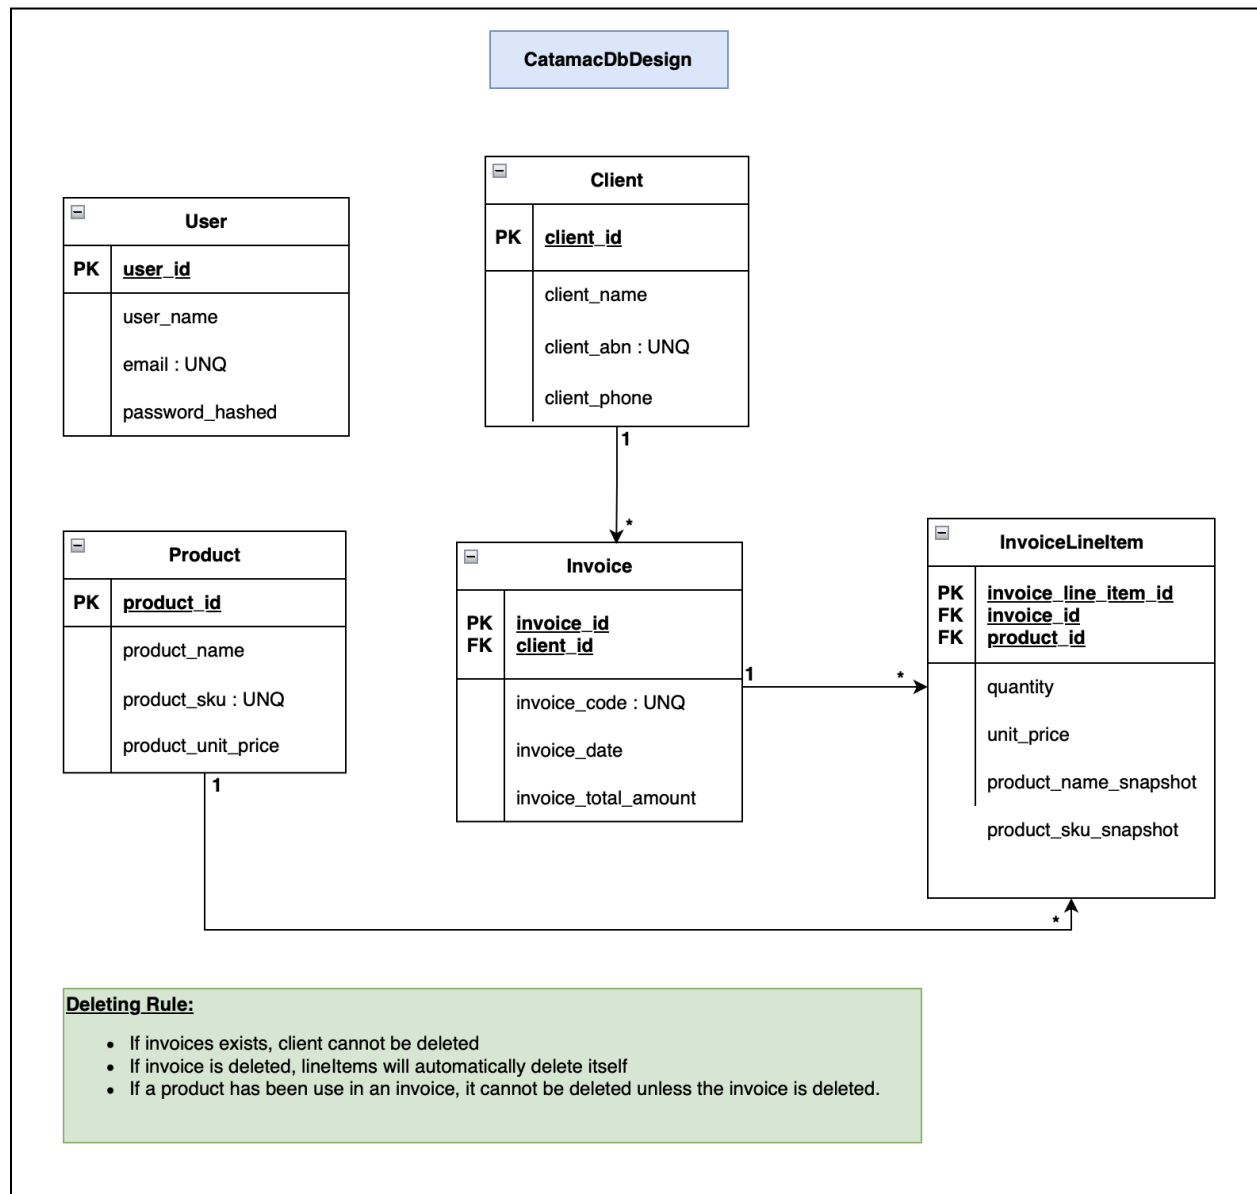 CatamacDbDesign
User
PK user_id
user_name
email : UNQ
password_hashed
Client
PK client_id
client_name
client_abn : UNQ
client_phone
1
*
Product
PK product_id
product_name
product_sku : UNQ
product_unit_price
1
Invoice
PK invoice_id
FK client_id
invoice_code : UNQ
invoice_date
invoice_total_amount
1
*
InvoiceLineItem
PK invoice_line_item_id
FK invoice_id
FK product_id
quantity
unit_price
product_name_snapshot
product_sku_snapshot
*
Deleting Rule:
• If invoices exists, client cannot be deleted
• If invoice is deleted, lineItems will automatically delete itself
• If a product has been use in an invoice, it cannot be deleted unless the invoice is deleted.